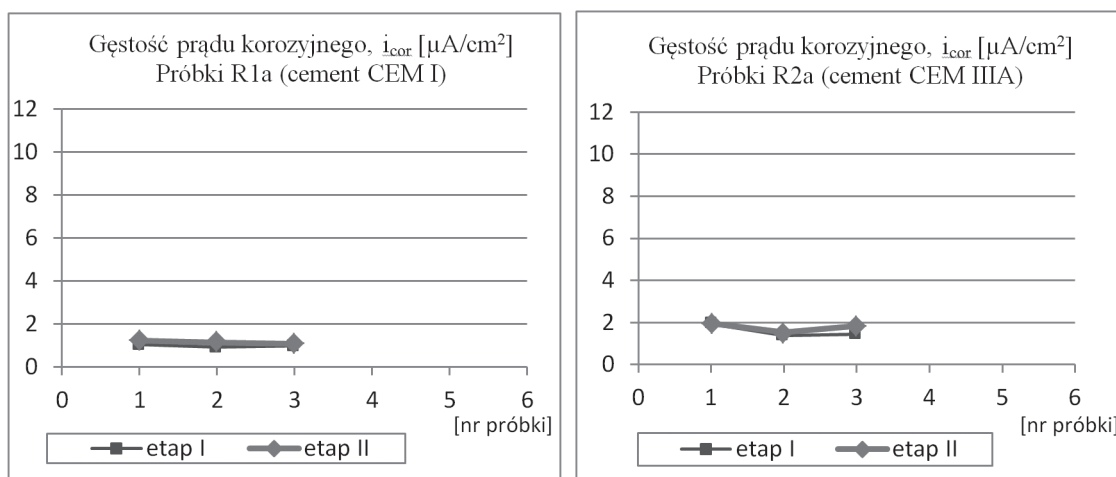 Gęstość prądu korozyjnego, icor [µA/cm²]
Próbki R1a (cement CEM I)
12
10
8
6
4
2
0
0 1 2 3 4 5 6
[nr próbki]
etap I etap II
Gęstość prądu korozyjnego, icor [µA/cm²]
Próbki R2a (cement CEM IIIA)
12
10
8
6
4
2
0
0 1 2 3 4 5 6
[nr próbki]
etap I etap II